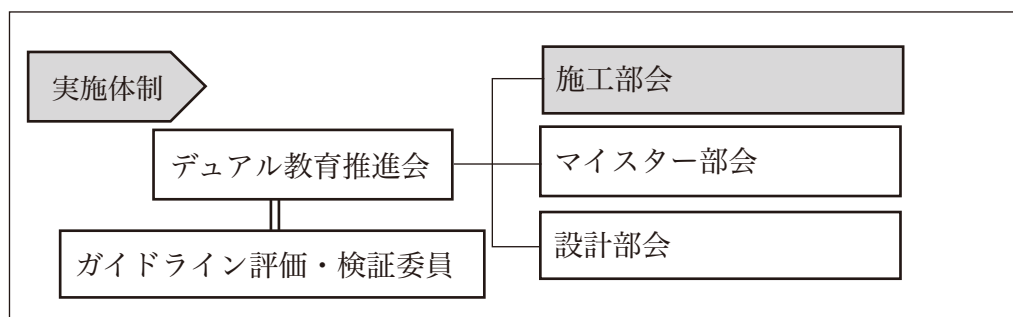 実施体制
施工部会
デュアル教育推進会
マイスター部会
設計部会
ガイドライン評価・検証委員